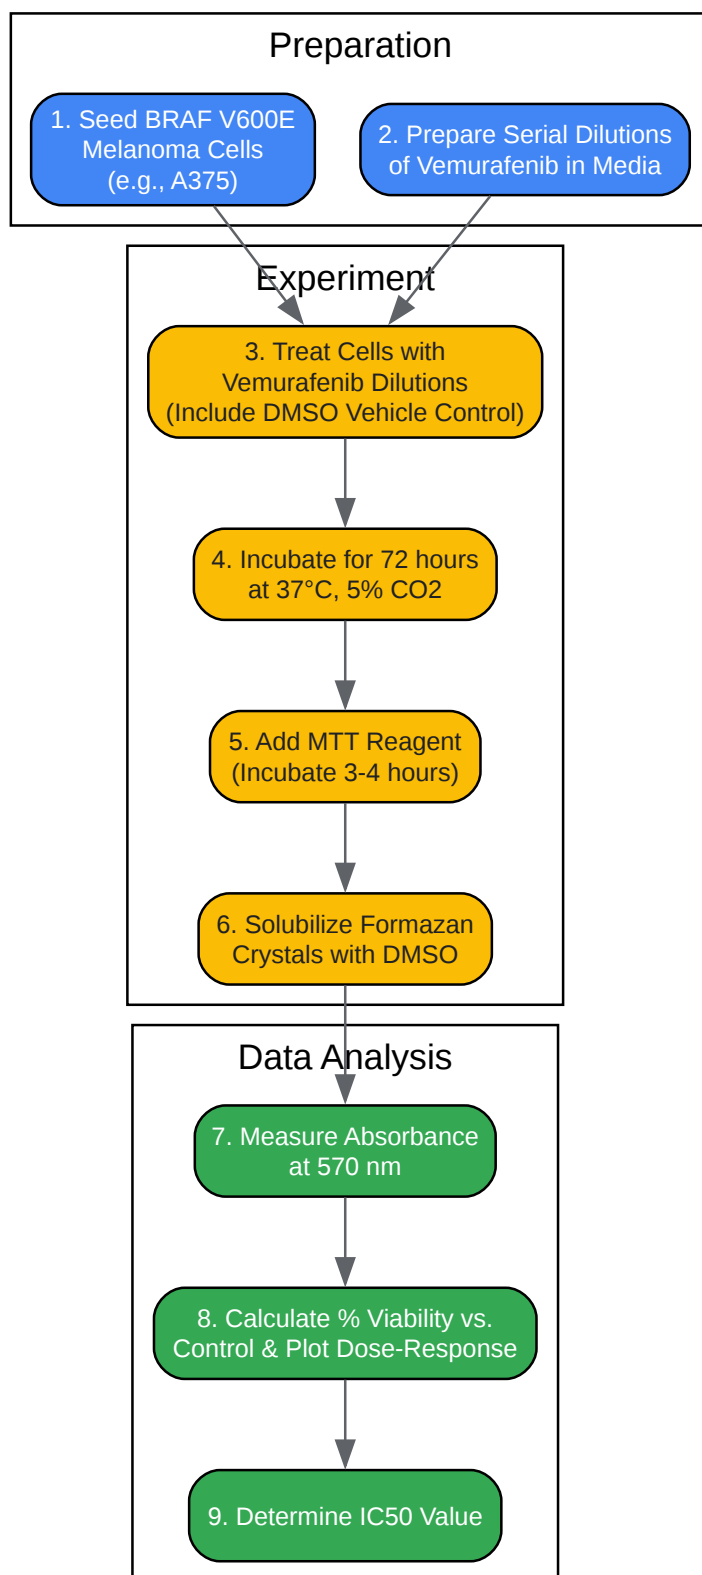 Preparation
1. Seed BRAF V600E
Melanoma Cells
(e.g., A375)
2. Prepare Serial Dilutions
of Vemurafenib in Media
Experiment
3. Treat Cells with
Vemurafenib Dilutions
(Include DMSO Vehicle Control)
4. Incubate for 72 hours
at 37°C, 5% CO2
5. Add MTT Reagent
(Incubate 3-4 hours)
6. Solubilize Formazan
Crystals with DMSO
Data Analysis
7. Measure Absorbance
at 570 nm
8. Calculate % Viability vs.
Control & Plot Dose-Response
9. Determine IC50 Value